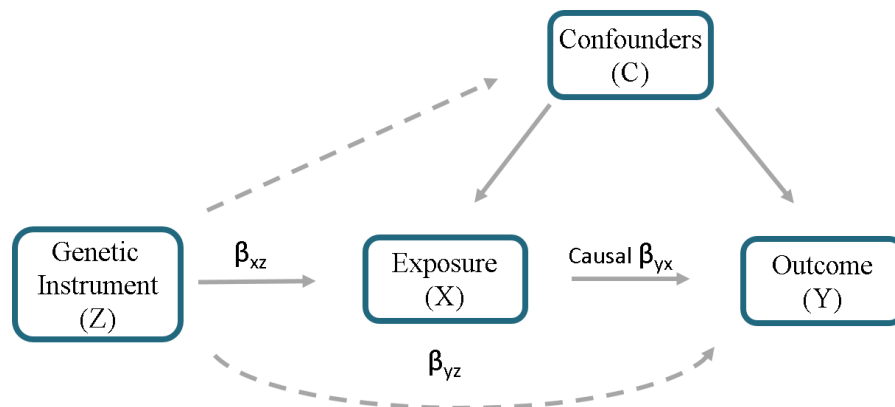 Confounders
(C)
Genetic
Instrument
(Z)
βxz
Exposure
(X)
Causal βyx
Outcome
(Y)
βyz